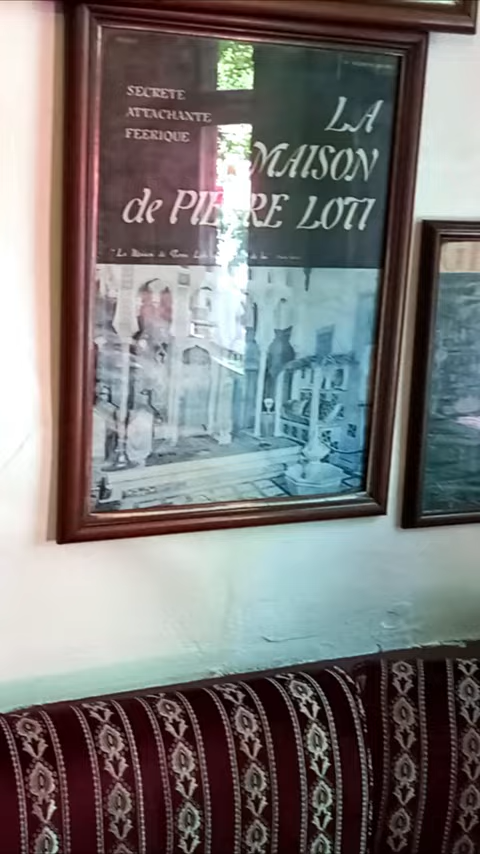 SECRETE
ATTACHANTE
FEERIQUE
LA
MAISON
de PIERRE LOTI